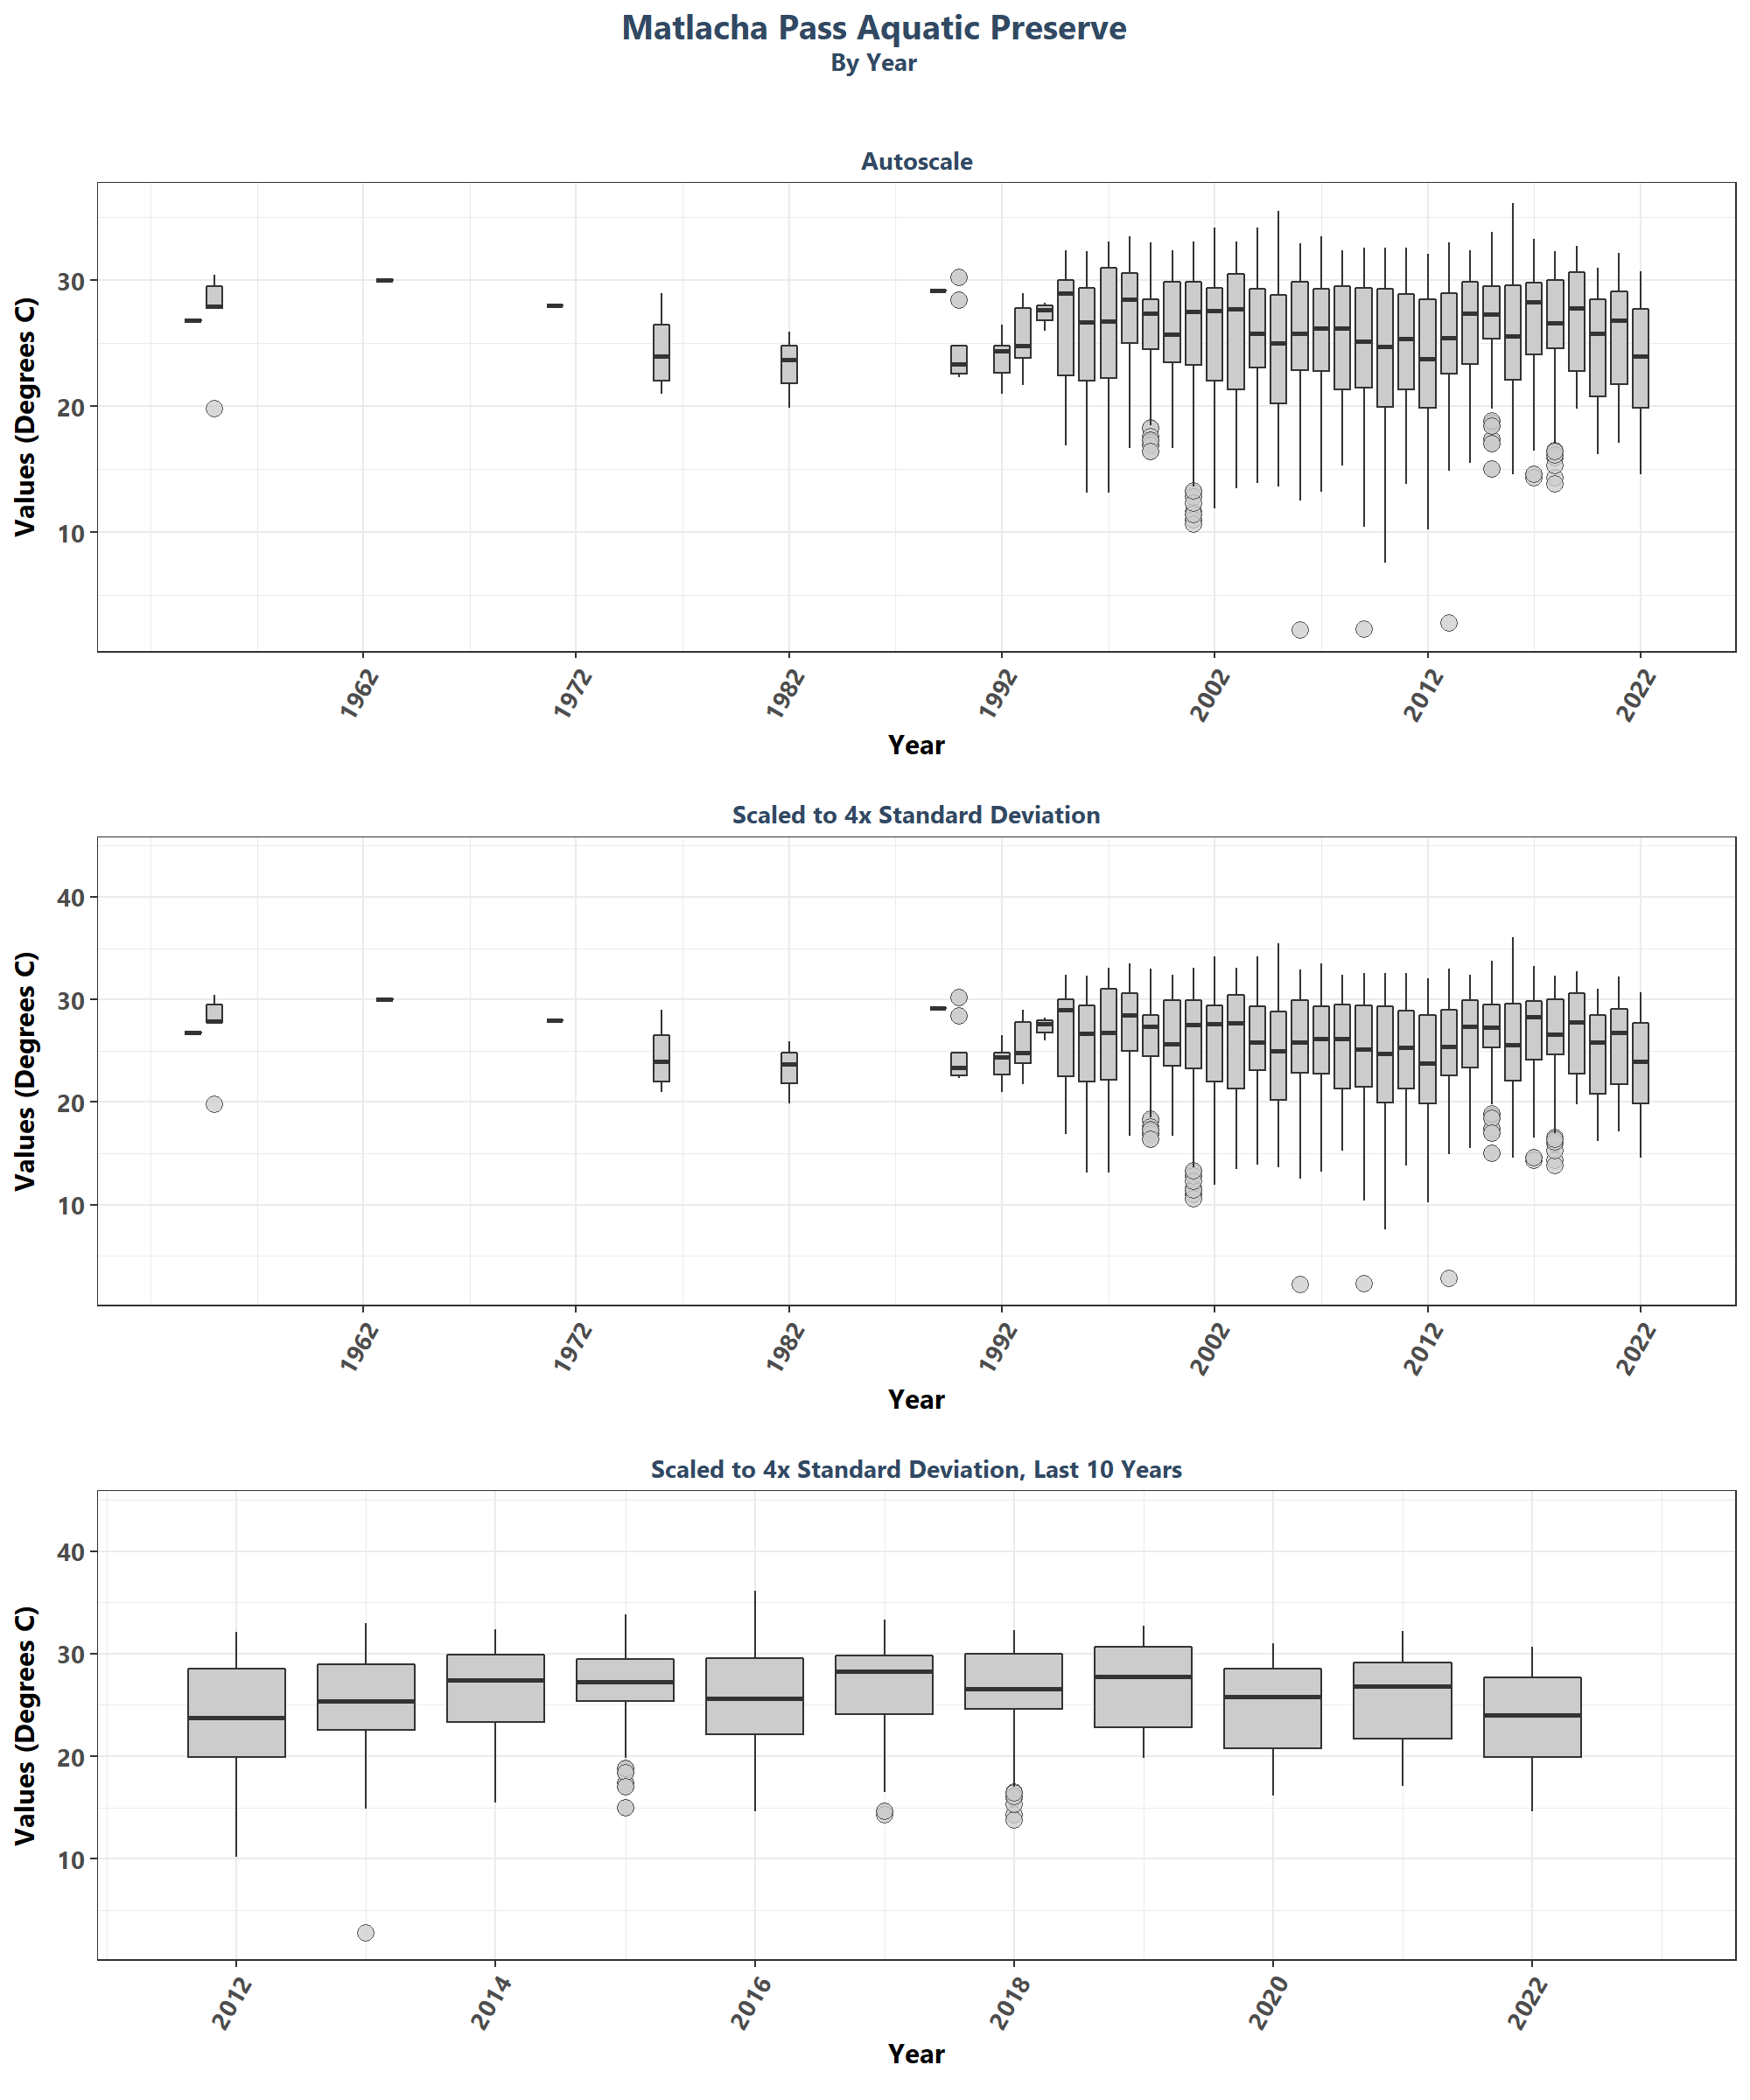 Matlacha Pass Aquatic Preserve
By Year
Autoscale
Values (Degrees C)
30
20
10
1962 1972 1982 1992 2002 2012 2022
Year
Scaled to 4x Standard Deviation
Values (Degrees C)
40
30
20
10
1962 1972 1982 1992 2002 2012 2022
Year
Scaled to 4x Standard Deviation, Last 10 Years
Values (Degrees C)
40
30
20
10
2012 2014 2016 2018 2020 2022
Year